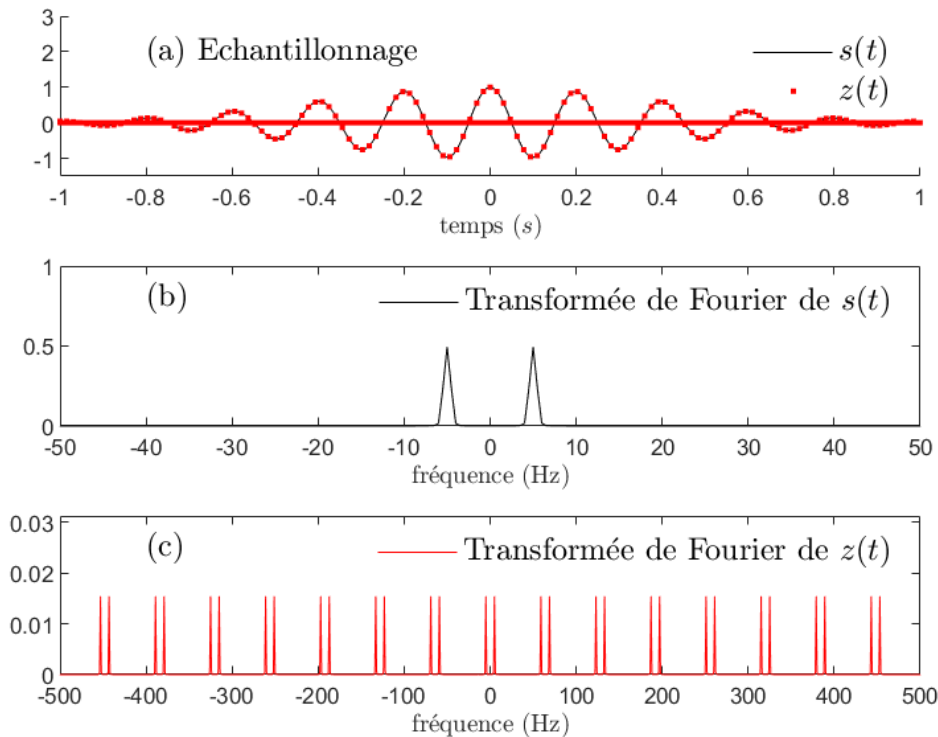 3
2
1
0
-1
(a) Echantillonnage
s(t)
z(t)
-1 -0.8 -0.6 -0.4 -0.2 0 0.2 0.4 0.6 0.8 1
temps (s)
1
0.5
0
(b)
Transformée de Fourier de s(t)
-50 -40 -30 -20 -10 0 10 20 30 40 50
fréquence (Hz)
0.03
0.02
0.01
0
(c)
Transformée de Fourier de z(t)
-500 -400 -300 -200 -100 0 100 200 300 400 500
fréquence (Hz)